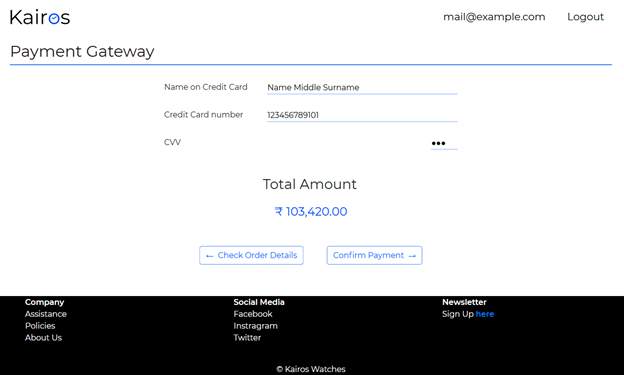 Kairos
mail@example.com Logout
Payment Gateway
Name on Credit Card Name Middle Surname
Credit Card number 123456789101
CVV •••
Total Amount
₹ 103,420.00
← Check Order Details Confirm Payment →
Company Social Media Newsletter
Assistance Facebook Sign Up here
Policies Instragram
About Us Twitter
© Kairos Watches